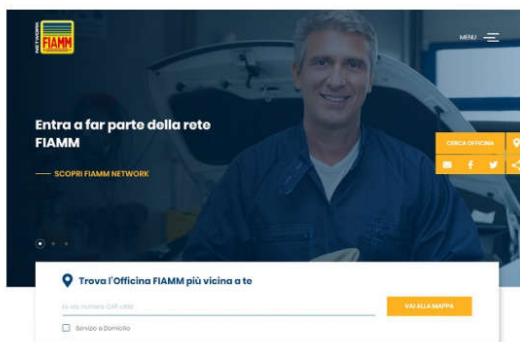 NETWORK
FIAMM
MENU
Entra a far parte della rete
FIAMM
SCOPRI FIAMM NETWORK
CERCA OFFICINA
Trova l'Officina FIAMM più vicina a te
VAI ALLA MAPPA
Servizio a Domicilio